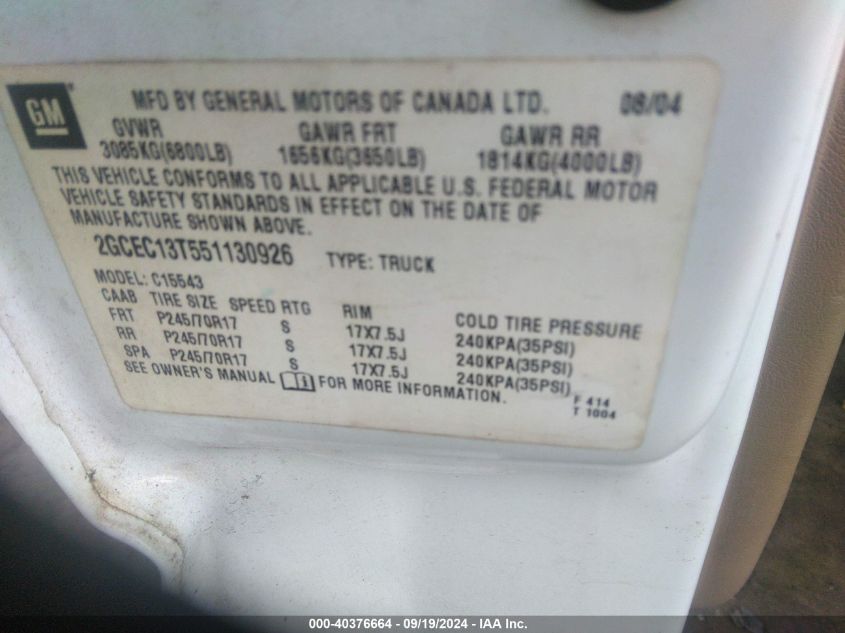 GM
MFD BY GENERAL MOTORS OF CANADA LTD. 08/04
GVWR GAWR FRT GAWR RR
3085KG(6800LB) 1656KG(3650LB) 1814KG(4000LB)
THIS VEHICLE CONFORMS TO ALL APPLICABLE U.S. FEDERAL MOTOR
VEHICLE SAFETY STANDARDS IN EFFECT ON THE DATE OF
MANUFACTURE SHOWN ABOVE.
2GCEC13T551130926 TYPE: TRUCK
MODEL: C15543
CAAB TIRE SIZE SPEED RTG RIM COLD TIRE PRESSURE
FRT P245/70R17 S 17X7.5J 240KPA(35PSI)
RR P245/70R17 S 17X7.5J 240KPA(35PSI)
SPA P245/70R17 S 17X7.5J 240KPA(35PSI)
SEE OWNER'S MANUAL FOR MORE INFORMATION.
F 414
T 1004
000-40376664 - 09/19/2024 - IAA Inc.